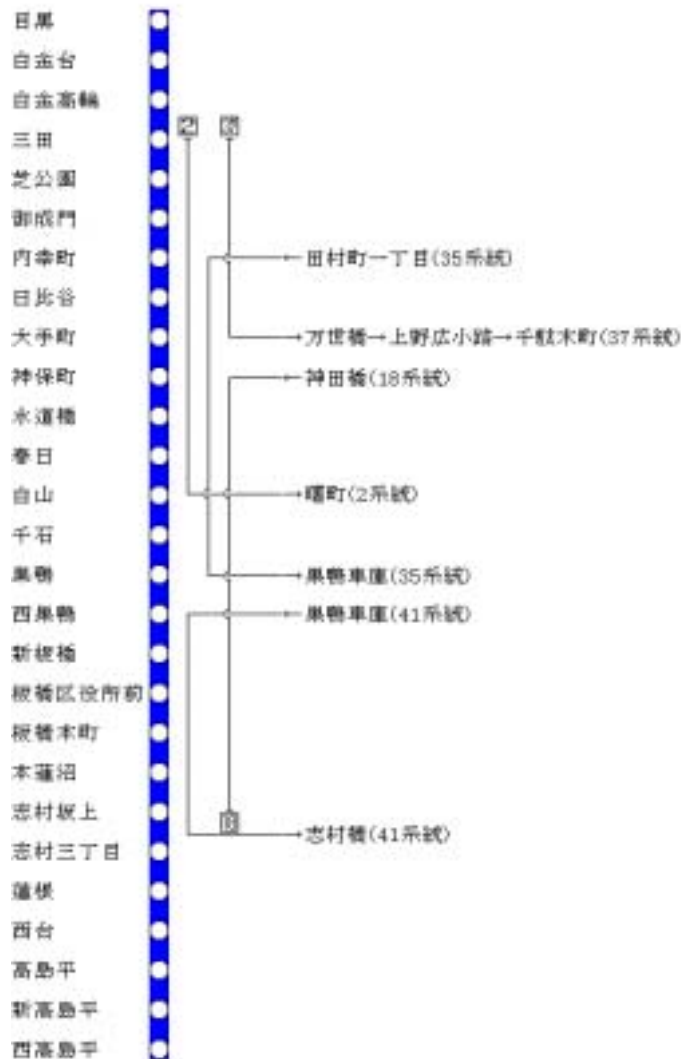 目黒
白金台
白金高輪
2 3
三田
芝公園
御成門
内幸町
田村町一丁目(35系統)
日比谷
大手町
万世橋→上野広小路→千駄木町(37系統)
神保町
神田橋(18系統)
水道橋
春日
白山
曙町(2系統)
千石
巣鴨
巣鴨車庫(35系統)
西巣鴨
巣鴨車庫(41系統)
新板橋
板橋区役所前
板橋本町
本蓮沼
志村坂上
志村橋(41系統)
志村三丁目
蓮根
西台
高島平
新高島平
西高島平